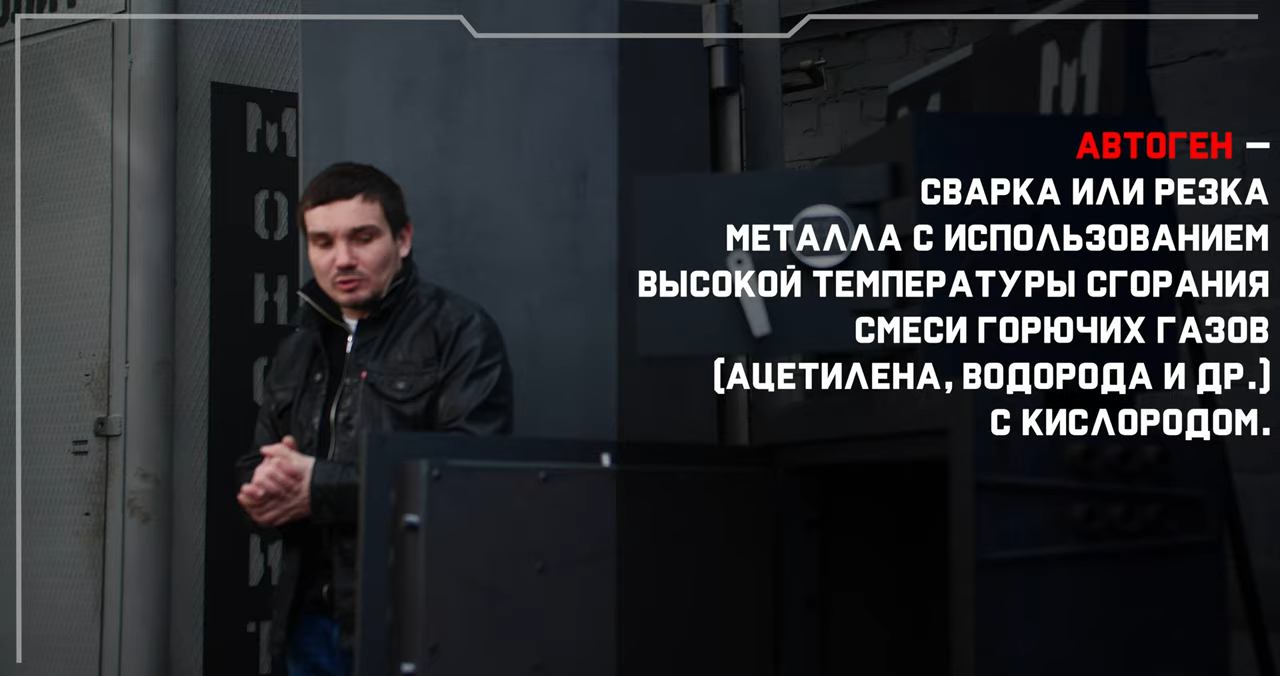 АВТОГЕН —
СВАРКА ИЛИ РЕЗКА
МЕТАЛЛА С ИСПОЛЬЗОВАНИЕМ
ВЫСОКОЙ ТЕМПЕРАТУРЫ СГОРАНИЯ
СМЕСИ ГОРЮЧИХ ГАЗОВ
(АЦЕТИЛЕНА, ВОДОРОДА И ДР.)
С КИСЛОРОДОМ.